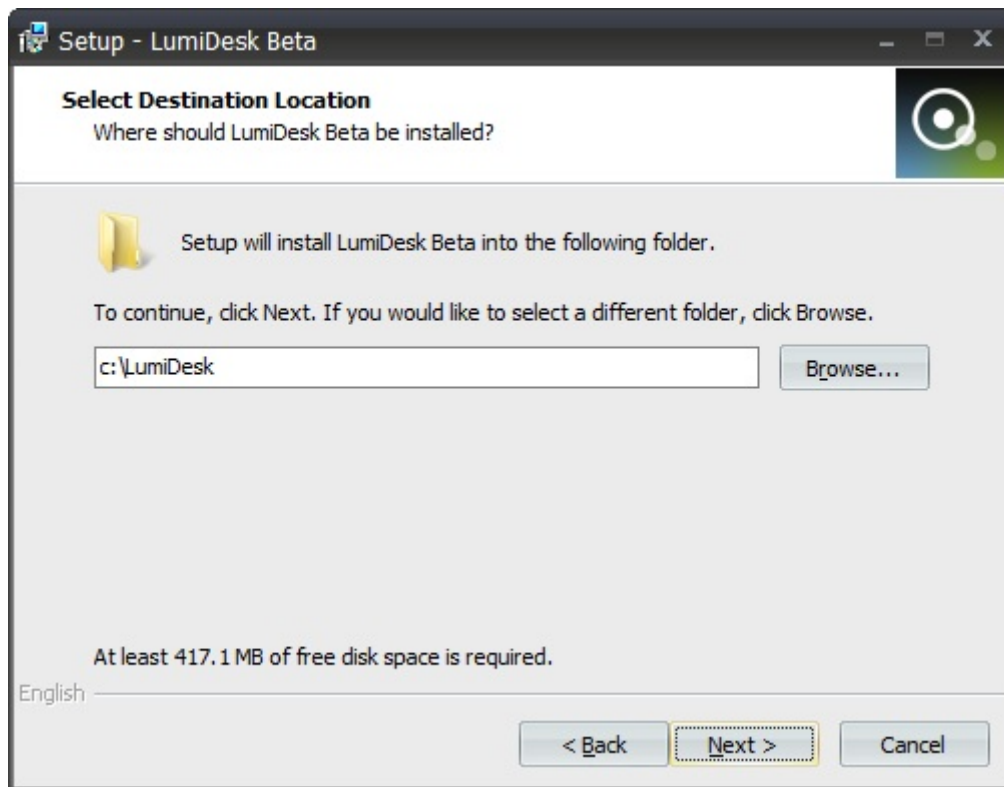 Setup - LumiDesk Beta
Select Destination Location
Where should LumiDesk Beta be installed?
Setup will install LumiDesk Beta into the following folder.
To continue, click Next. If you would like to select a different folder, click Browse.
c:\LumiDesk
Browse...
At least 417.1 MB of free disk space is required.
English
< Back
Next >
Cancel